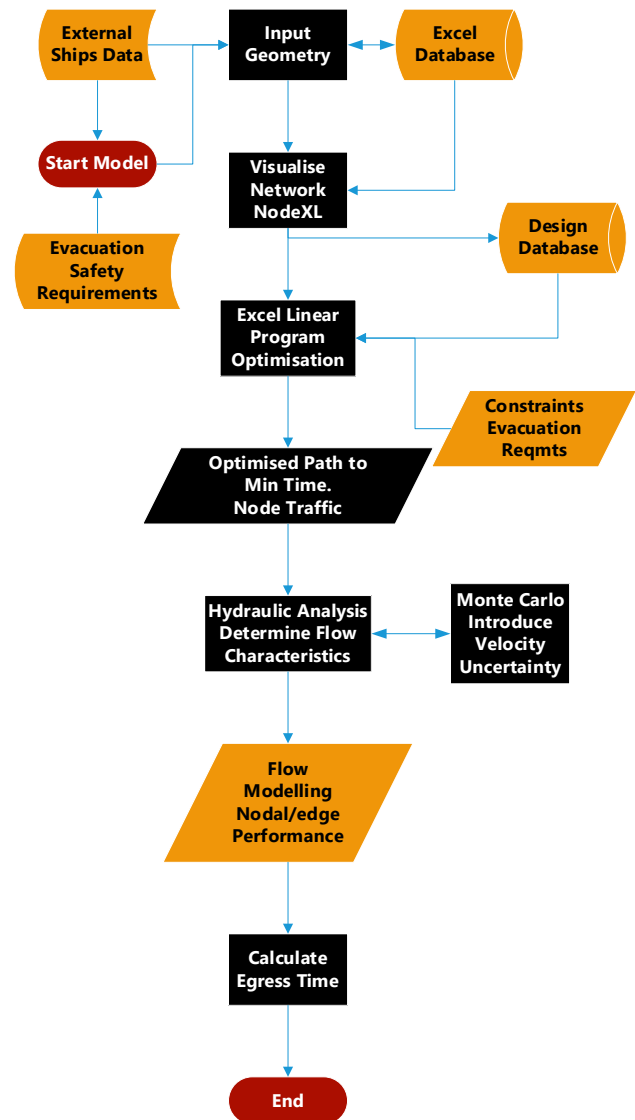 External
Ships Data
Input
Geometry
Excel
Database
Start Model
Visualise
Network
NodeXL
Evacuation
Safety
Requirements
Design
Database
Excel Linear
Program
Optimisation
Constraints
Evacuation
Reqmts
Optimised Path to
Min Time.
Node Traffic
Hydraulic Analysis
Determine Flow
Characteristics
Monte Carlo
Introduce
Velocity
Uncertainty
Flow
Modelling
Nodal/edge
Performance
Calculate
Egress Time
End